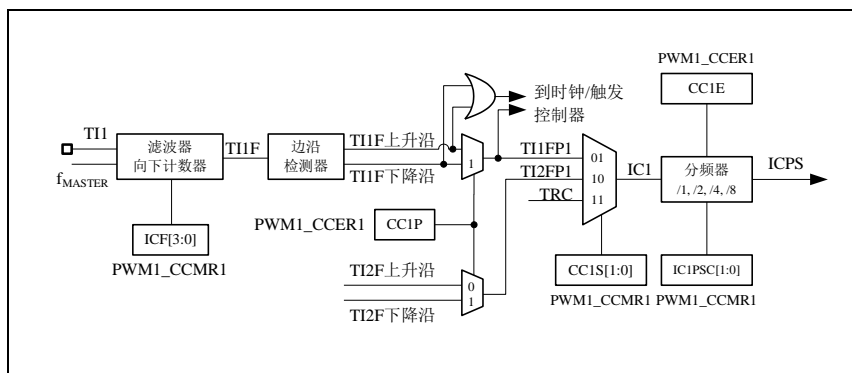 PWM1_CCER1
CC1E
到时钟/触发
控制器
TI1
滤波器
向下计数器
TI1F
边沿
检测器
TI1F上升沿
TI1F下降沿
1
TI1FP1
TI2FP1
TRC
01
10
11
IC1
分频器
/1, /2, /4, /8
ICPS
fMASTER
ICF[3:0]
PWM1_CCMR1
PWM1_CCER1
CC1P
TI2F上升沿
TI2F下降沿
0
1
CC1S[1:0]
PWM1_CCMR1
IC1PSC[1:0]
PWM1_CCMR1